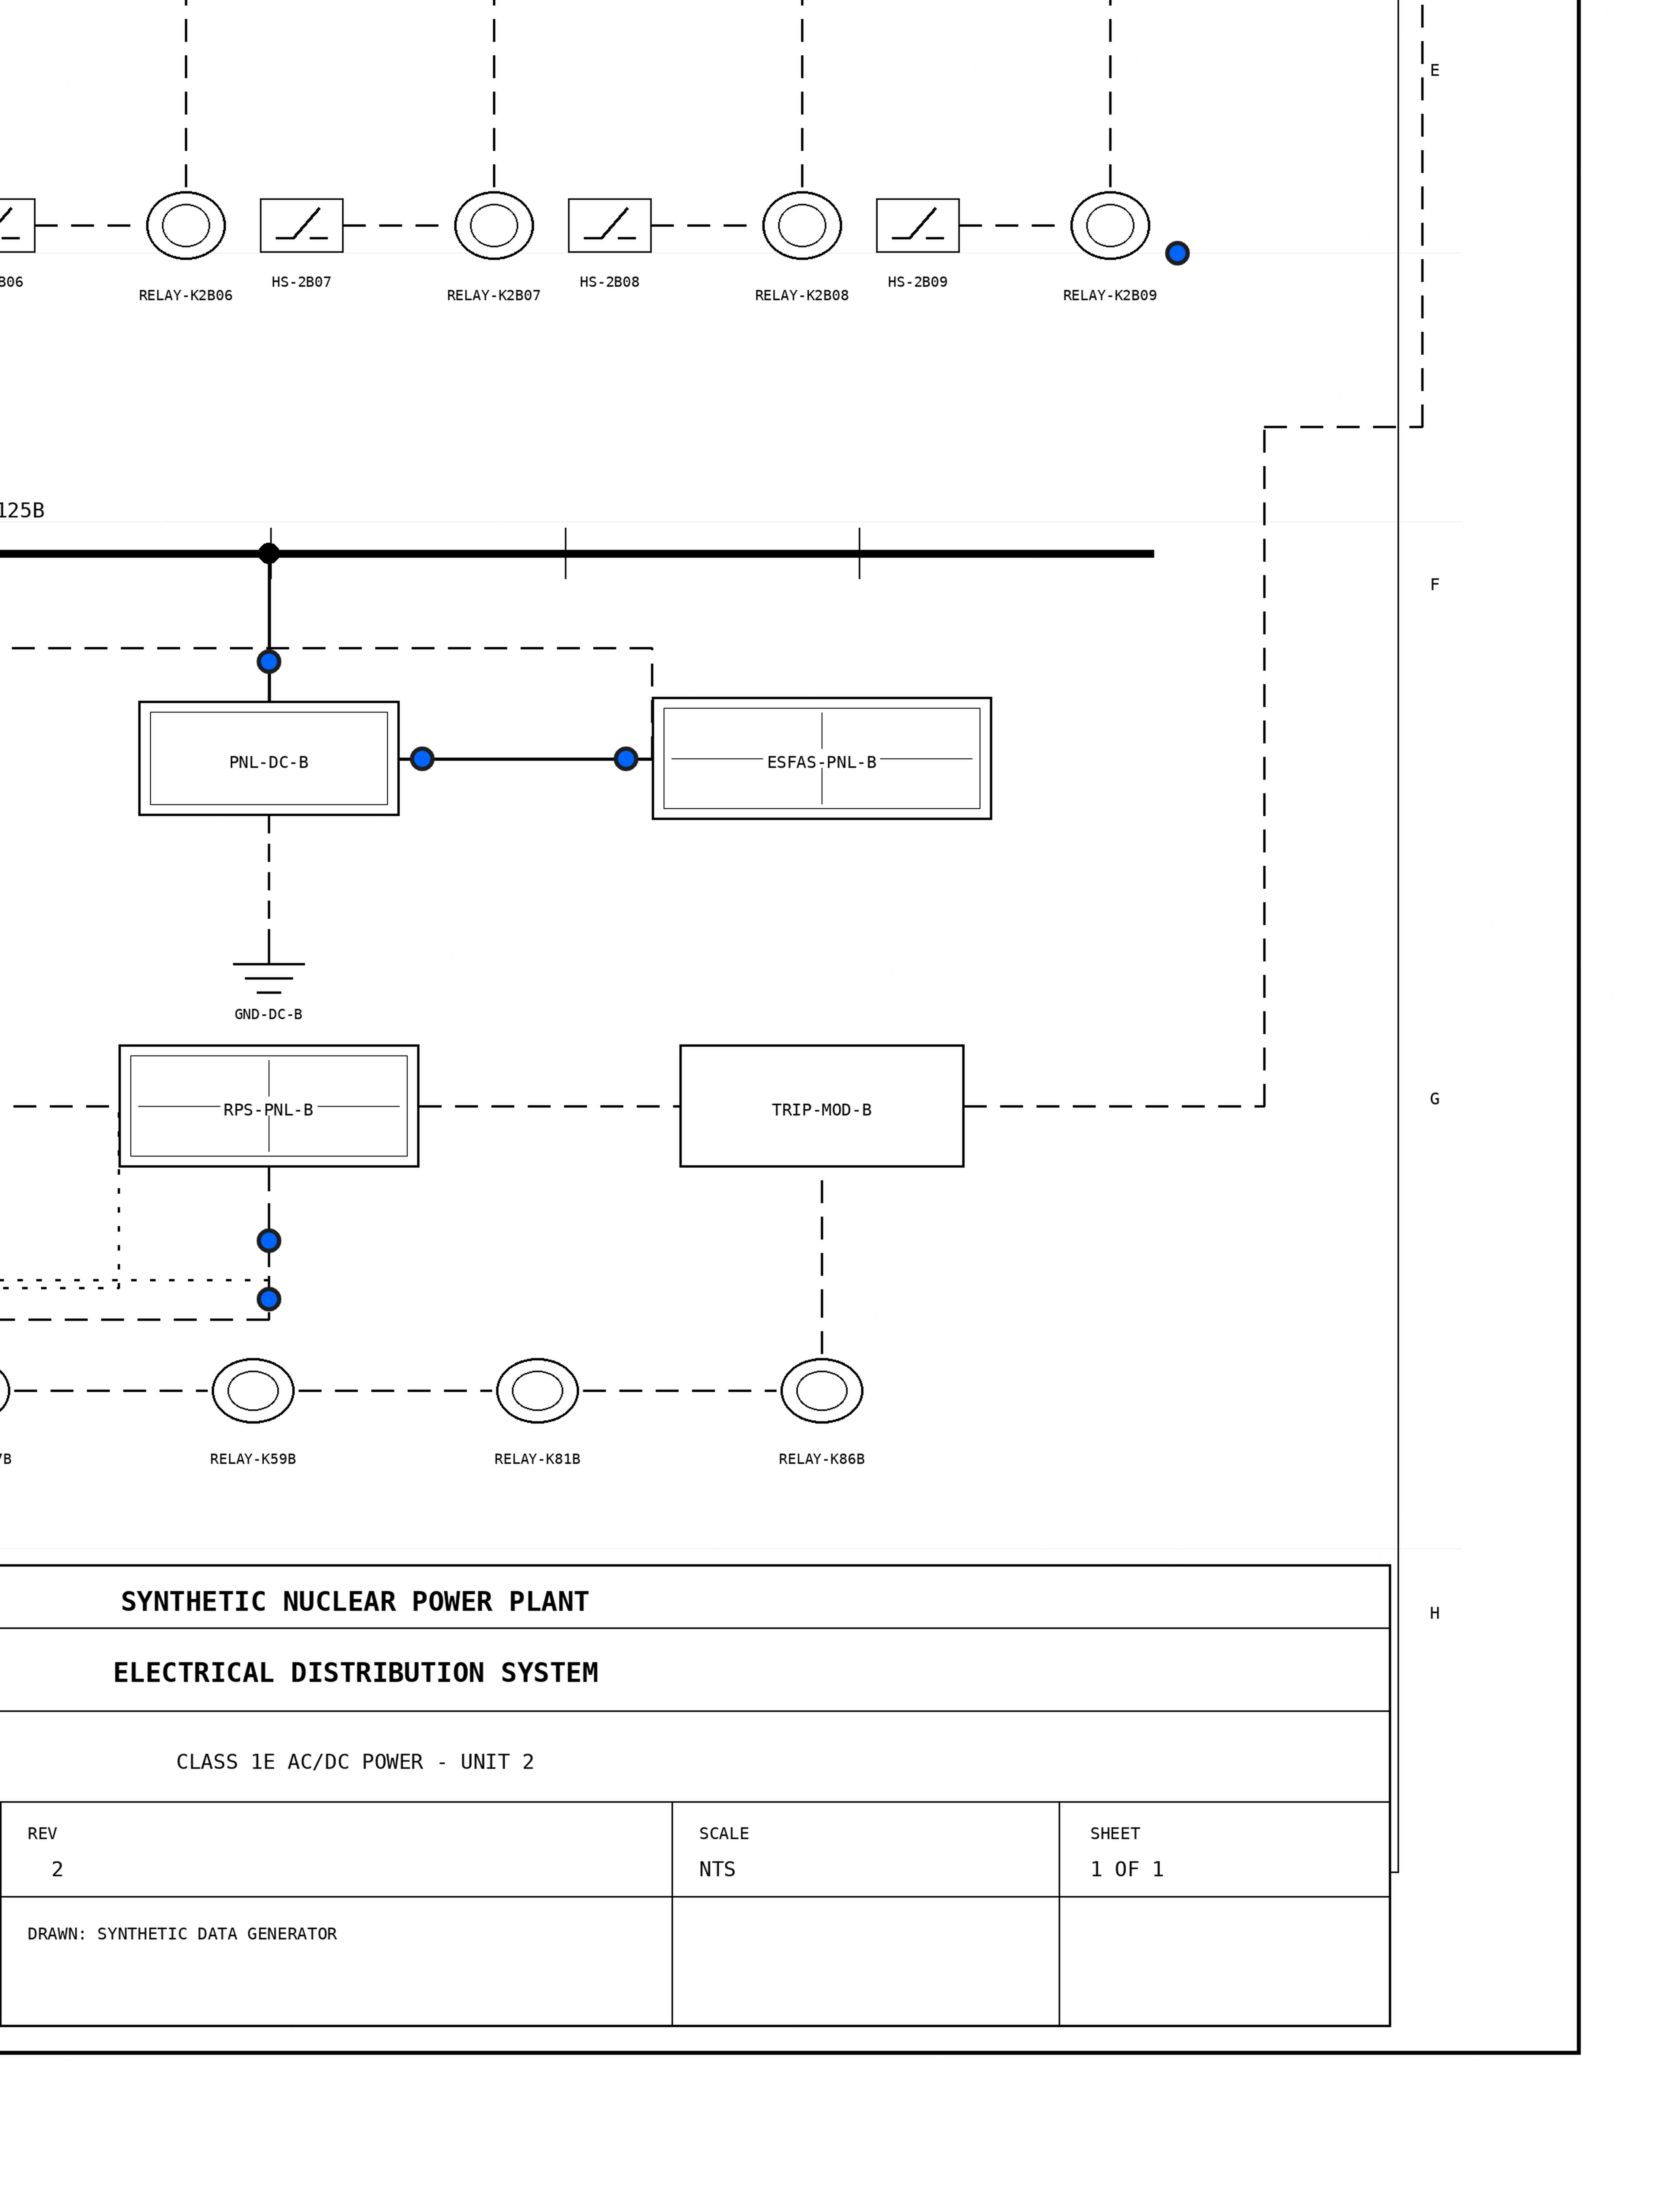 E
HS-2B07
HS-2B08
HS-2B09
RELAY-K2B06
RELAY-K2B07
RELAY-K2B08
RELAY-K2B09
125B
F
PNL-DC-B
ESFAS-PNL-B
GND-DC-B
RPS-PNL-B
TRIP-MOD-B
G
RELAY-K59B
RELAY-K81B
RELAY-K86B
SYNTHETIC NUCLEAR POWER PLANT
H
ELECTRICAL DISTRIBUTION SYSTEM
CLASS 1E AC/DC POWER - UNIT 2
REV
SCALE
SHEET
2
NTS
1 OF 1
DRAWN: SYNTHETIC DATA GENERATOR